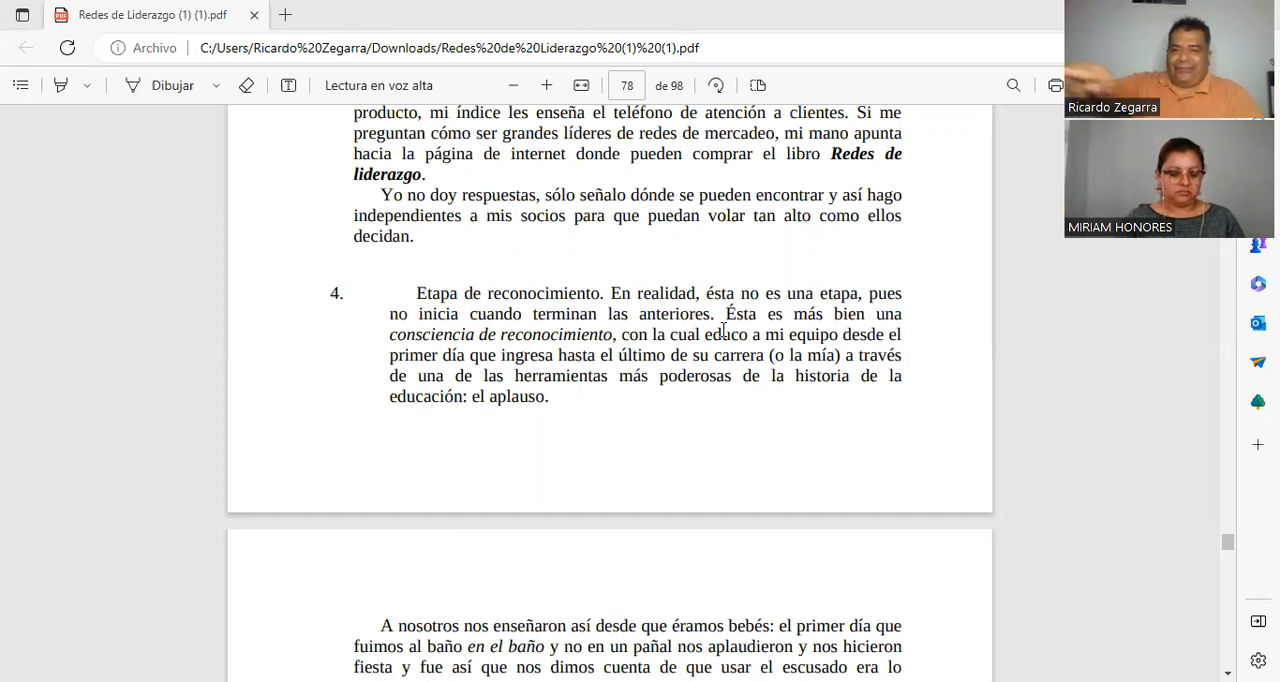 Redes de Liderazgo (1) (1).pdf
Archivo
C:/Users/Ricardo%20Zegarra/Downloads/Redes%20de%20Liderazgo%20(1)%20(1).pdf
Dibujar
Lectura en voz alta
78
de 98
Ricardo Zegarra
MIRIAM HONORES
producto, mi índice les enseña el teléfono de atención a clientes. Si me
preguntan cómo ser grandes líderes de redes de mercadeo, mi mano apunta
hacia la página de internet donde pueden comprar el libro Redes de
liderazgo.
Yo no doy respuestas, sólo señalo dónde se pueden encontrar y así hago
independientes a mis socios para que puedan volar tan alto como ellos
decidan.
4. Etapa de reconocimiento. En realidad, ésta no es una etapa, pues
no inicia cuando terminan las anteriores. Ésta es más bien una
consciencia de reconocimiento, con la cual educo a mi equipo desde el
primer día que ingresa hasta el último de su carrera (o la mía) a través
de una de las herramientas más poderosas de la historia de la
educación: el aplauso.
A nosotros nos enseñaron así desde que éramos bebés: el primer día que
fuimos al baño en el baño y no en un pañal nos aplaudieron y nos hicieron
fiesta y fue así que nos dimos cuenta de que usar el escusado era lo